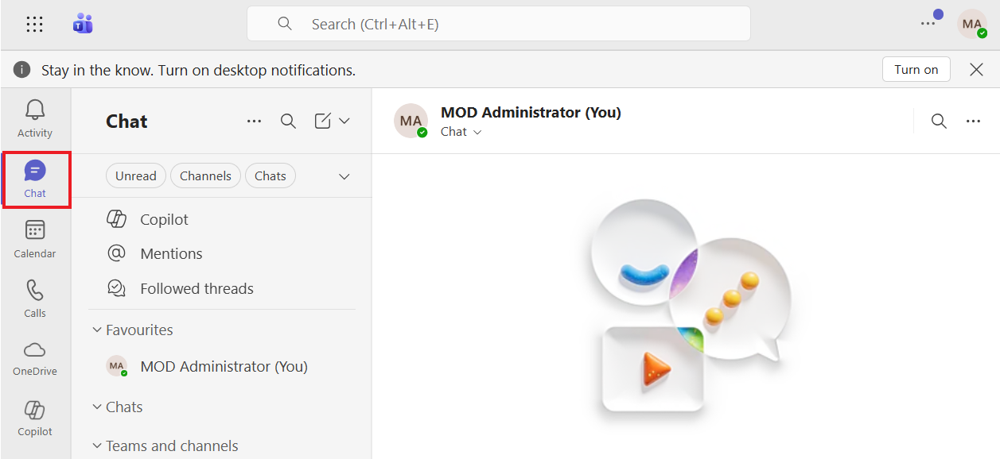 Search (Ctrl+Alt+E)
MA
Stay in the know. Turn on desktop notifications.
Turn on
Activity
Chat
Calendar
Calls
OneDrive
Copilot
Chat
Unread
Channels
Chats
Copilot
Mentions
Followed threads
Favourites
MA
MOD Administrator (You)
Chats
Teams and channels
MA
MOD Administrator (You)
Chat